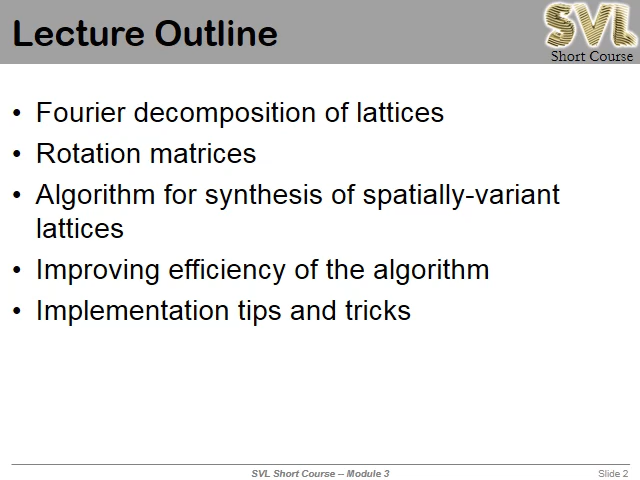 Lecture Outline
SVL
Short Course
• Fourier decomposition of lattices
• Rotation matrices
• Algorithm for synthesis of spatially-variant
lattices
• Improving efficiency of the algorithm
• Implementation tips and tricks
SVL Short Course – Module 3
Slide 2